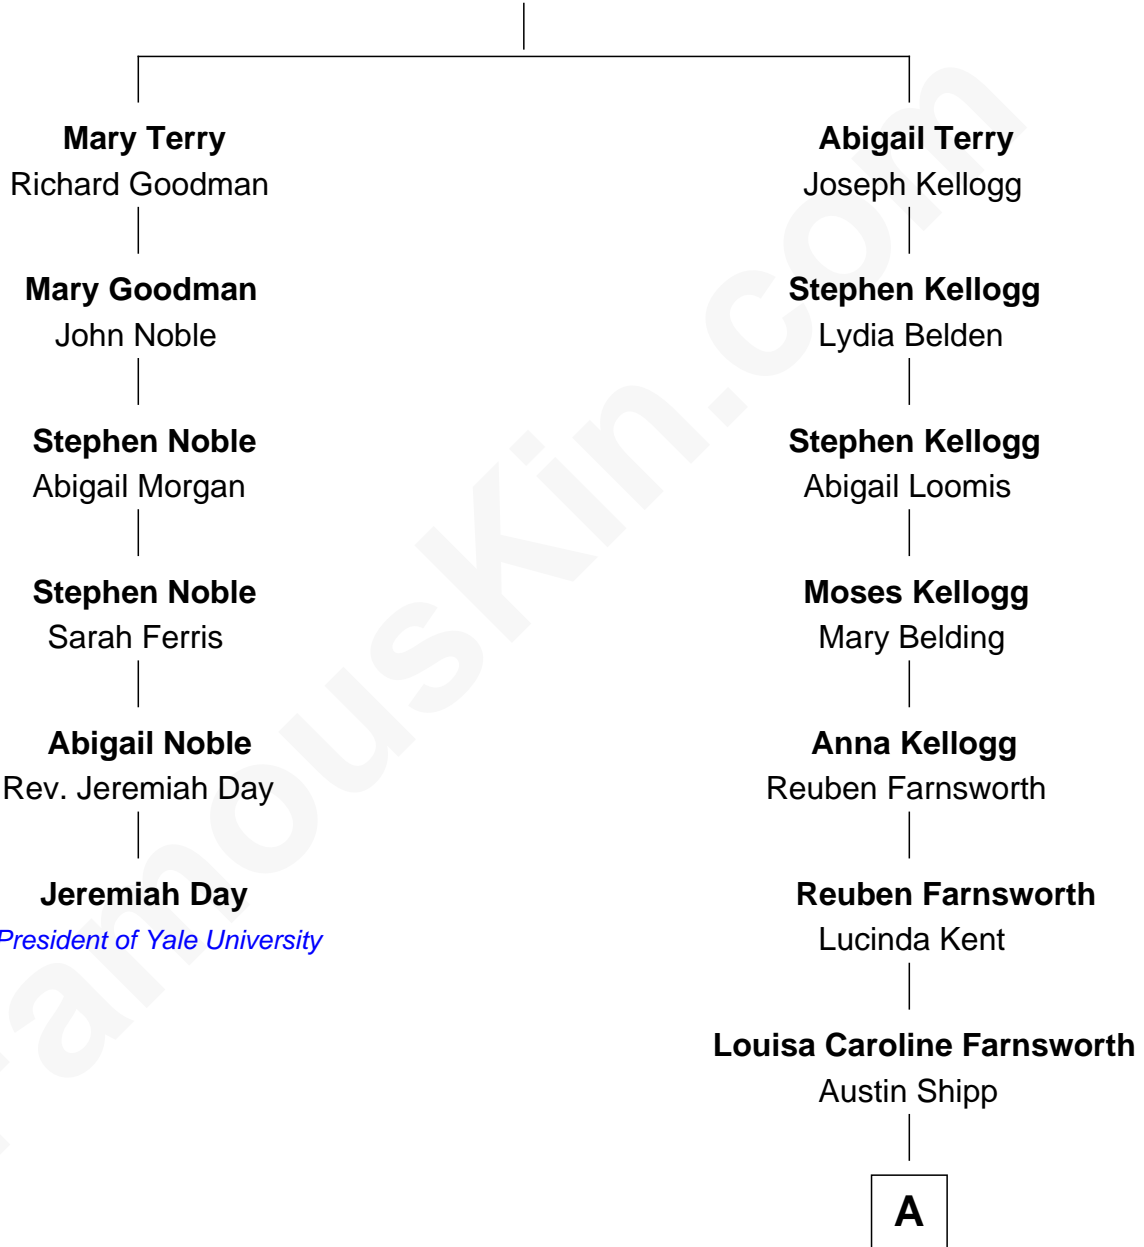 Mary Terry
Richard Goodman
Mary Goodman
John Noble
Stephen Noble
Abigail Morgan
Stephen Noble
Sarah Ferris
Abigail Noble
Rev. Jeremiah Day
Jeremiah Day
President of Yale University
Abigail Terry
Joseph Kellogg
Stephen Kellogg
Lydia Belden
Stephen Kellogg
Abigail Loomis
Moses Kellogg
Mary Belding
Anna Kellogg
Reuben Farnsworth
Reuben Farnsworth
Lucinda Kent
Louisa Caroline Farnsworth
Austin Shipp
A
FamousKin.com